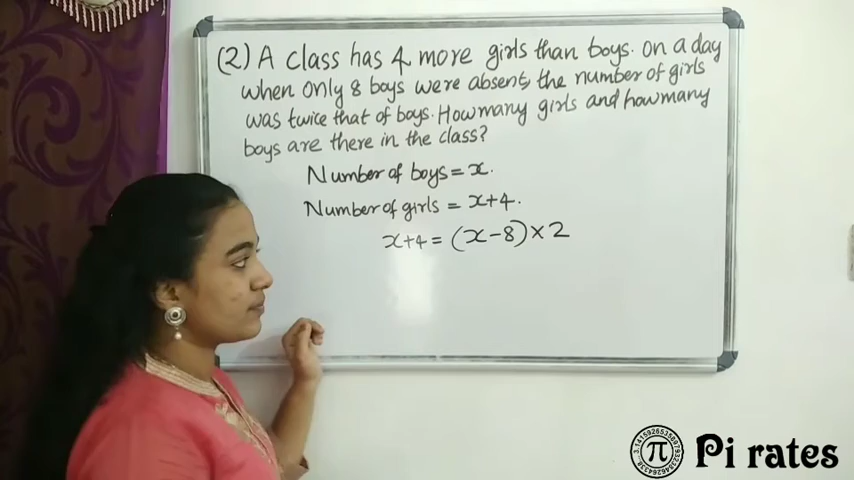 (2) A class has 4 more girls than boys. On a day
when only 8 boys were absent, the number of girls
was twice that of boys. How many girls and how many
boys are there in the class?
Number of boys = x.
Number of girls = x+4.
x+4 = (x-8)×2
π
Pi rates